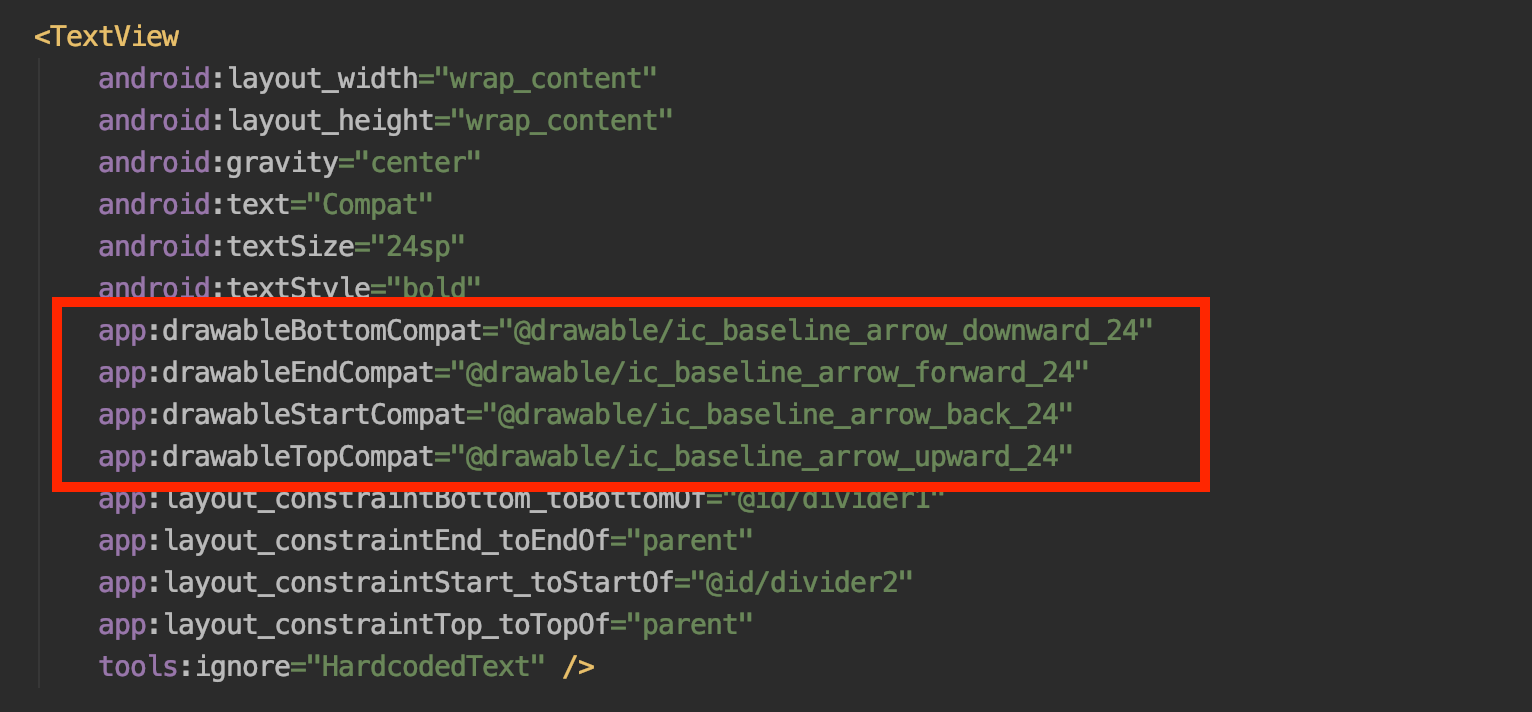 <TextView
android:layout_width="wrap_content"
android:layout_height="wrap_content"
android:gravity="center"
android:text="Compat"
android:textSize="24sp"
android:textStyle="bold"
app:drawableBottomCompat="@drawable/ic_baseline_arrow_downward_24"
app:drawableEndCompat="@drawable/ic_baseline_arrow_forward_24"
app:drawableStartCompat="@drawable/ic_baseline_arrow_back_24"
app:drawableTopCompat="@drawable/ic_baseline_arrow_upward_24"
app:layout_constraintBottom_toBottomOf="@id/divider1"
app:layout_constraintEnd_toEndOf="parent"
app:layout_constraintStart_toStartOf="@id/divider2"
app:layout_constraintTop_toTopOf="parent"
tools:ignore="HardcodedText" />